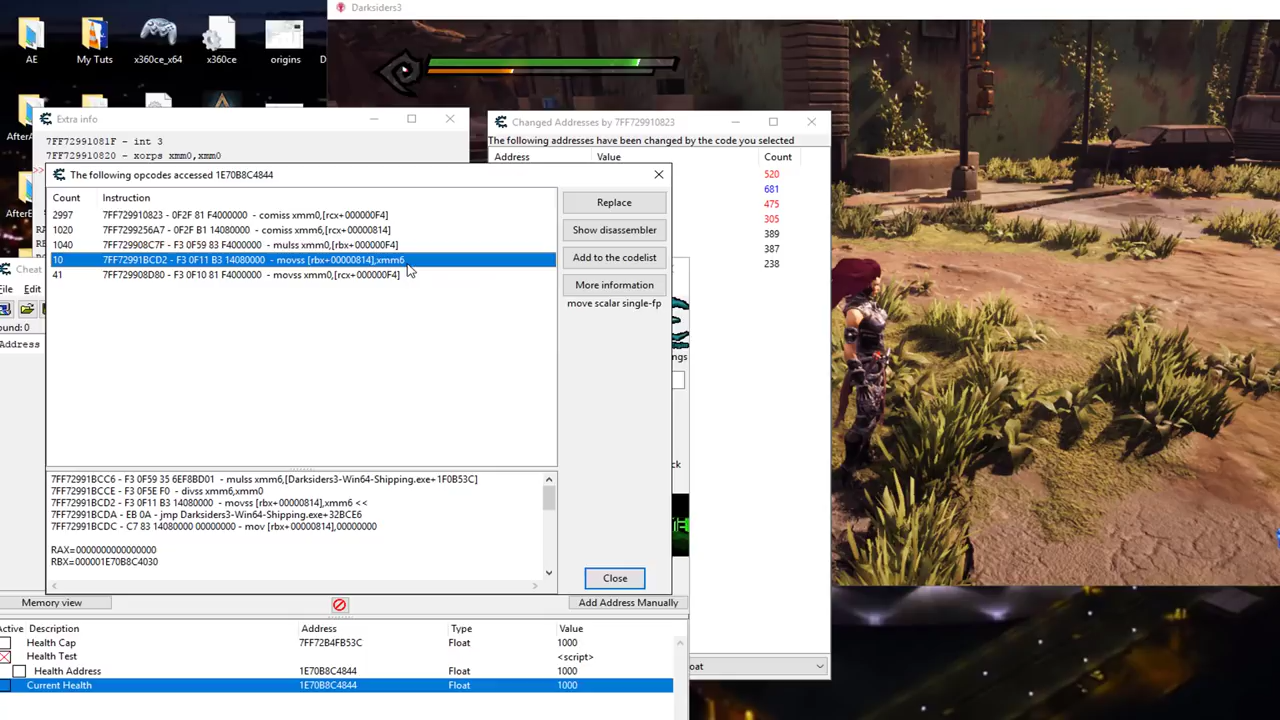 Darksiders3
AE
My Tuts
x360ce_x64
x360ce
origins
Extra info
7FF72991081F - int 3
7FF729910820 - xorps xmm0,xmm0
>>
Changed Addresses by 7FF729910823
The following addresses have been changed by the code you selected
Address Value Count
520
681
475
305
389
387
238
The following opcodes accessed 1E70B8C4844
Count Instruction
2997 7FF729910823 - 0F2F 81 F4000000 - comiss xmm0,[rcx+000000F4]
1020 7FF7299256A7 - 0F2F B1 14080000 - comiss xmm6,[rcx+00000814]
1040 7FF729908C7F - F3 0F59 83 F4000000 - mulss xmm0,[rbx+000000F4]
10 7FF72991BCD2 - F3 0F11 B3 14080000 - movss [rbx+00000814],xmm6
41 7FF729908D80 - F3 0F10 81 F4000000 - movss xmm0,[rcx+000000F4]
Replace
Show disassembler
Add to the codelist
More information
move scalar single-fp
7FF72991BCC6 - F3 0F59 35 6EF8BD01 - mulss xmm6,[Darksiders3-Win64-Shipping.exe+1F0B53C]
7FF72991BCCE - F3 0F5E F0 - divss xmm6,xmm0
7FF72991BCD2 - F3 0F11 B3 14080000 - movss [rbx+00000814],xmm6 <<
7FF72991BCDA - EB 0A - jmp Darksiders3-Win64-Shipping.exe+32BCE6
7FF72991BCDC - C7 83 14080000 00000000 - mov [rbx+00000814],00000000
RAX=0000000000000000
RBX=000001E70B8C4030
Close
Cheat
File Edit
ound: 0
Address
Memory view
Add Address Manually
Active Description Address Type Value
Health Cap 7FF72B4FB53C Float 1000
Health Test <script>
Health Address 1E70B8C4844 Float 1000
Current Health 1E70B8C4844 Float 1000
oat